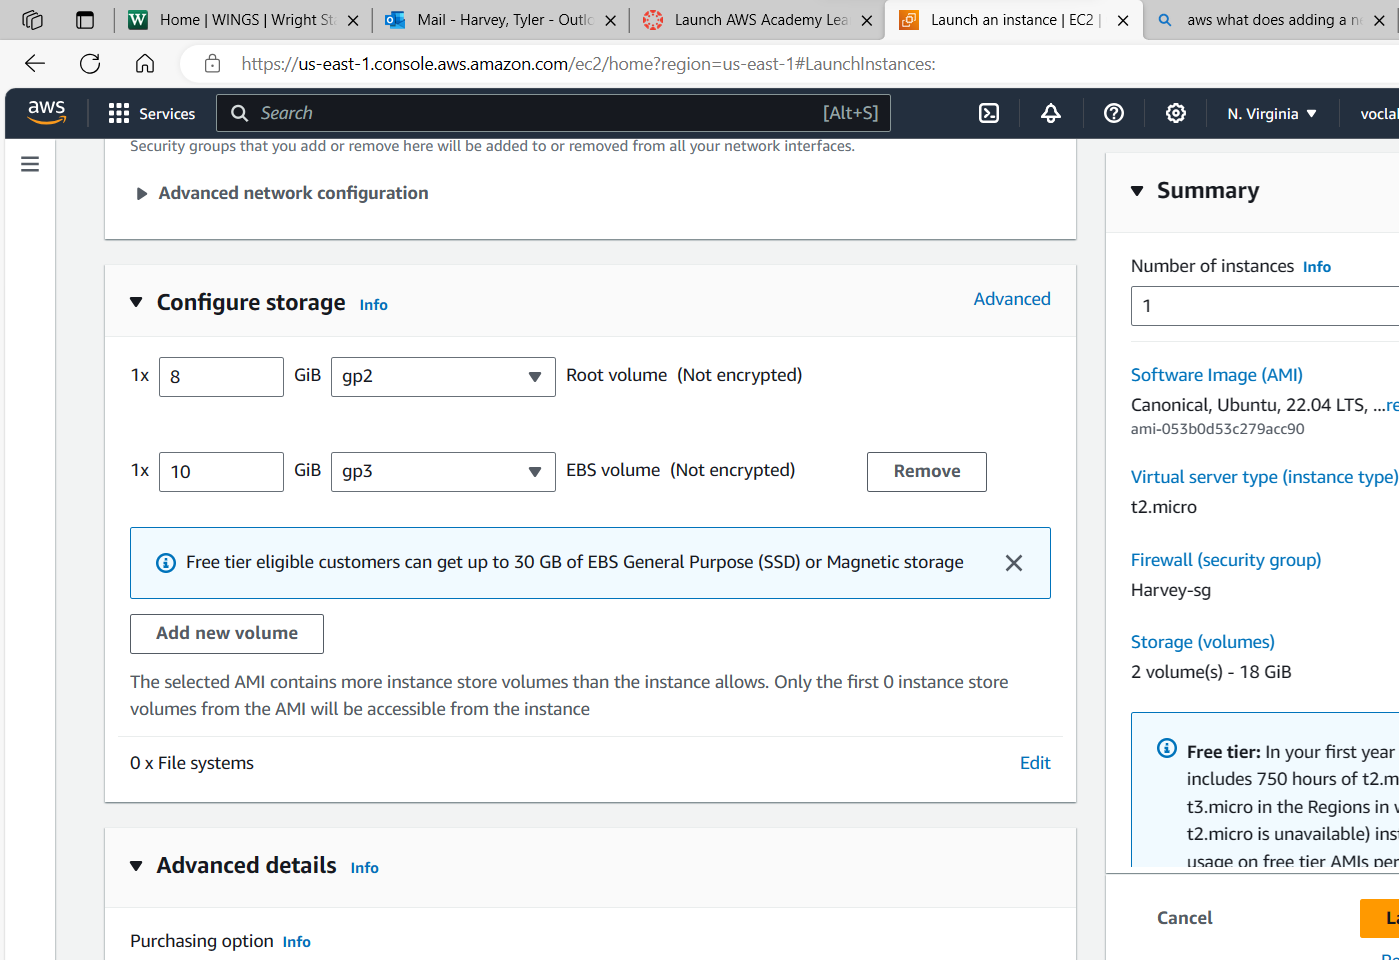 Home | WINGS | Wright St
Mail - Harvey, Tyler - Outlo
Launch AWS Academy Lea
Launch an instance | EC2 |
aws what does adding a n
https://us-east-1.console.aws.amazon.com/ec2/home?region=us-east-1#LaunchInstances:
aws
Services
Search
[Alt+S]
N. Virginia
voclal
Security groups that you add or remove here will be added to or removed from all your network interfaces.
Advanced network configuration
Configure storage Info
Advanced
1x 8 GiB gp2 Root volume (Not encrypted)
1x 10 GiB gp3 EBS volume (Not encrypted) Remove
Free tier eligible customers can get up to 30 GB of EBS General Purpose (SSD) or Magnetic storage
Add new volume
The selected AMI contains more instance store volumes than the instance allows. Only the first 0 instance store
volumes from the AMI will be accessible from the instance
0 x File systems Edit
Advanced details Info
Purchasing option Info
Summary
Number of instances Info
1
Software Image (AMI)
Canonical, Ubuntu, 22.04 LTS, ...re
ami-053b0d53c279acc90
Virtual server type (instance type)
t2.micro
Firewall (security group)
Harvey-sg
Storage (volumes)
2 volume(s) - 18 GiB
Free tier: In your first year
includes 750 hours of t2.m
t3.micro in the Regions in w
t2.micro is unavailable) ins
usage on free tier AMIs per
Cancel
La